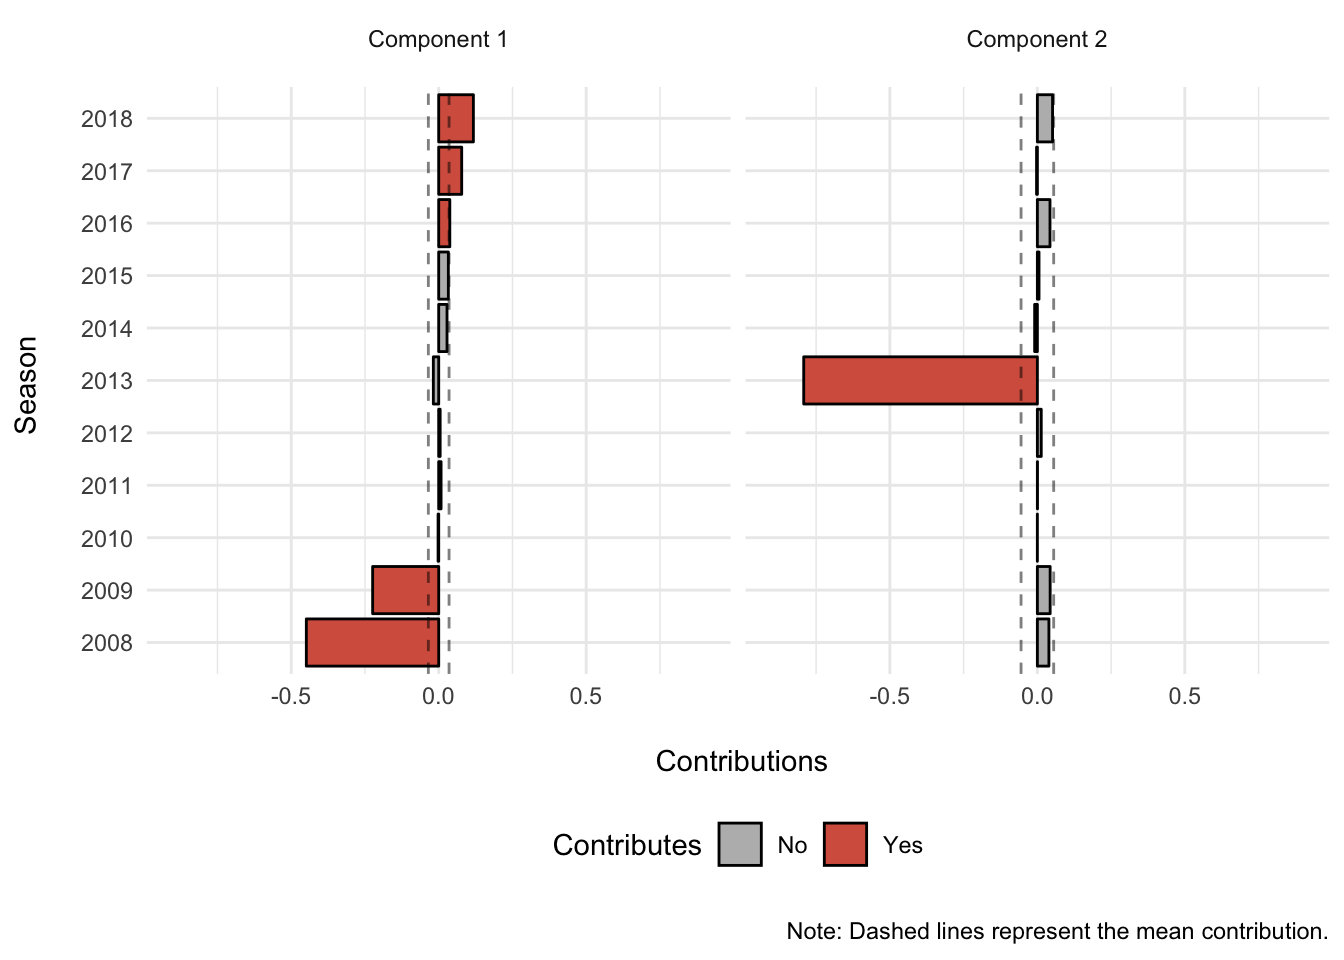 Component 1
Component 2
Season
2018
2017
2016
2015
2014
2013
2012
2011
2010
2009
2008
-0.5 0.0 0.5
-0.5 0.0 0.5
Contributions
Contributes No Yes
Note: Dashed lines represent the mean contribution.